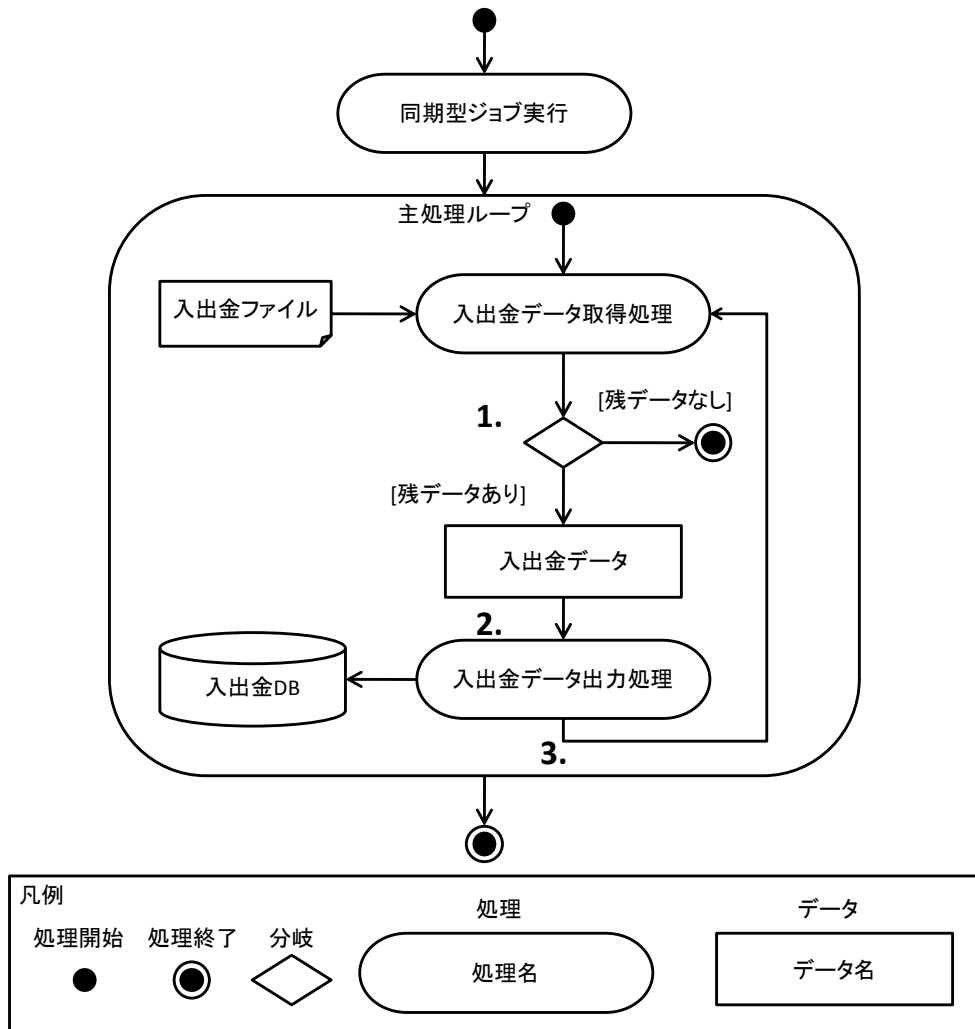 同期型ジョブ実行
主処理ループ
入出金ファイル
入出金データ取得処理
1.
[残データなし]
[残データあり]
入出金データ
2.
入出金DB
入出金データ出力処理
3.
凡例
処理開始
処理終了
分岐
処理
処理名
データ
データ名